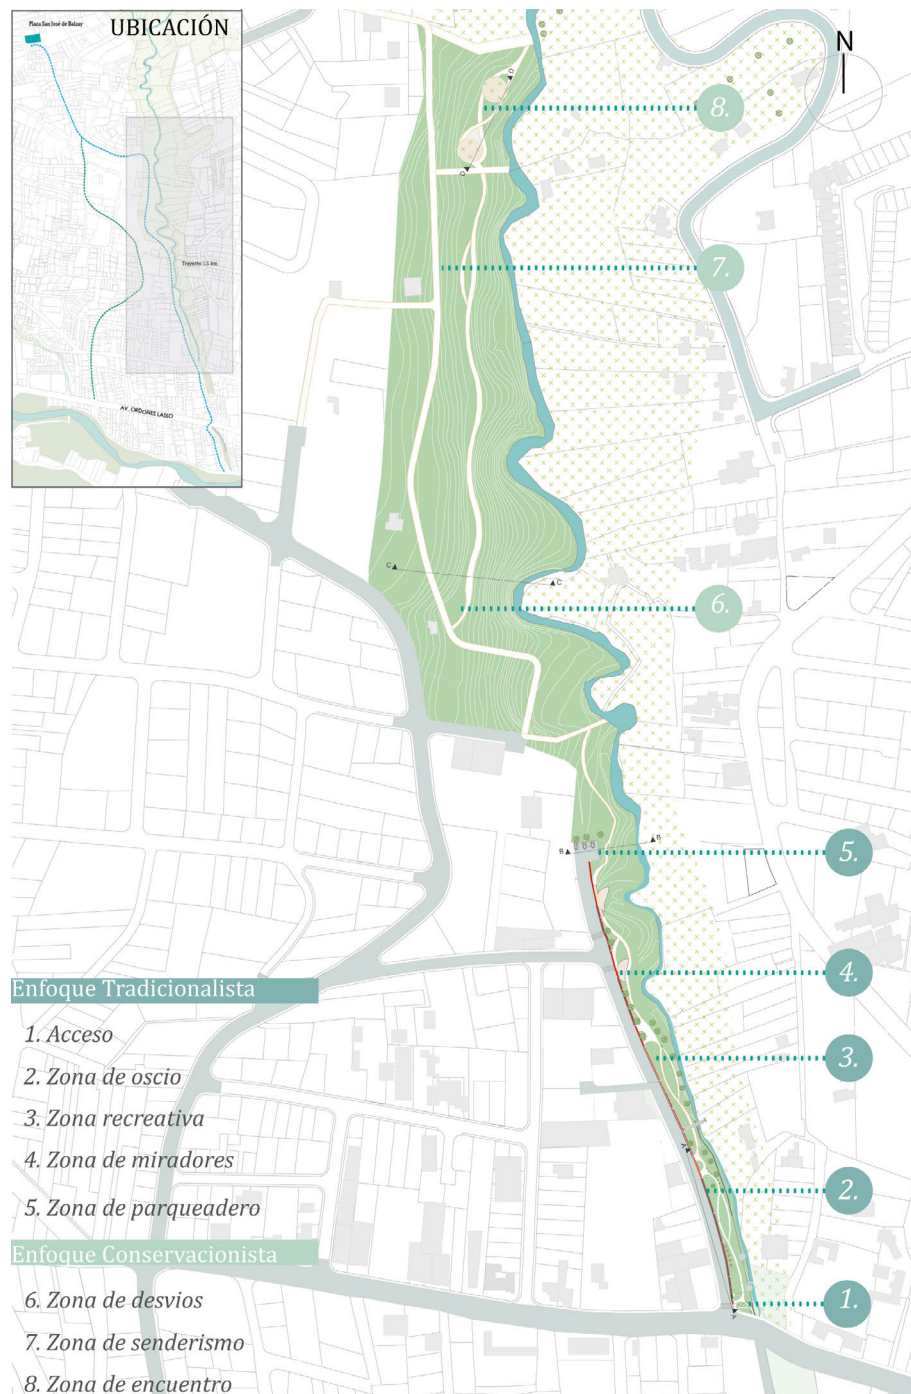 Plaza San José de Balzay
UBICACIÓN
Trayecto 1.5 km.
AV. ORDOÑES LASSO
N
D
8.
D
7.
C
C
6.
B
B
5.
4.
3.
A
2.
1.
A
Enfoque Tradicionalista
1. Acceso
2. Zona de oscio
3. Zona recreativa
4. Zona de miradores
5. Zona de parqueadero
Enfoque Conservacionista
6. Zona de desvios
7. Zona de senderismo
8. Zona de encuentro